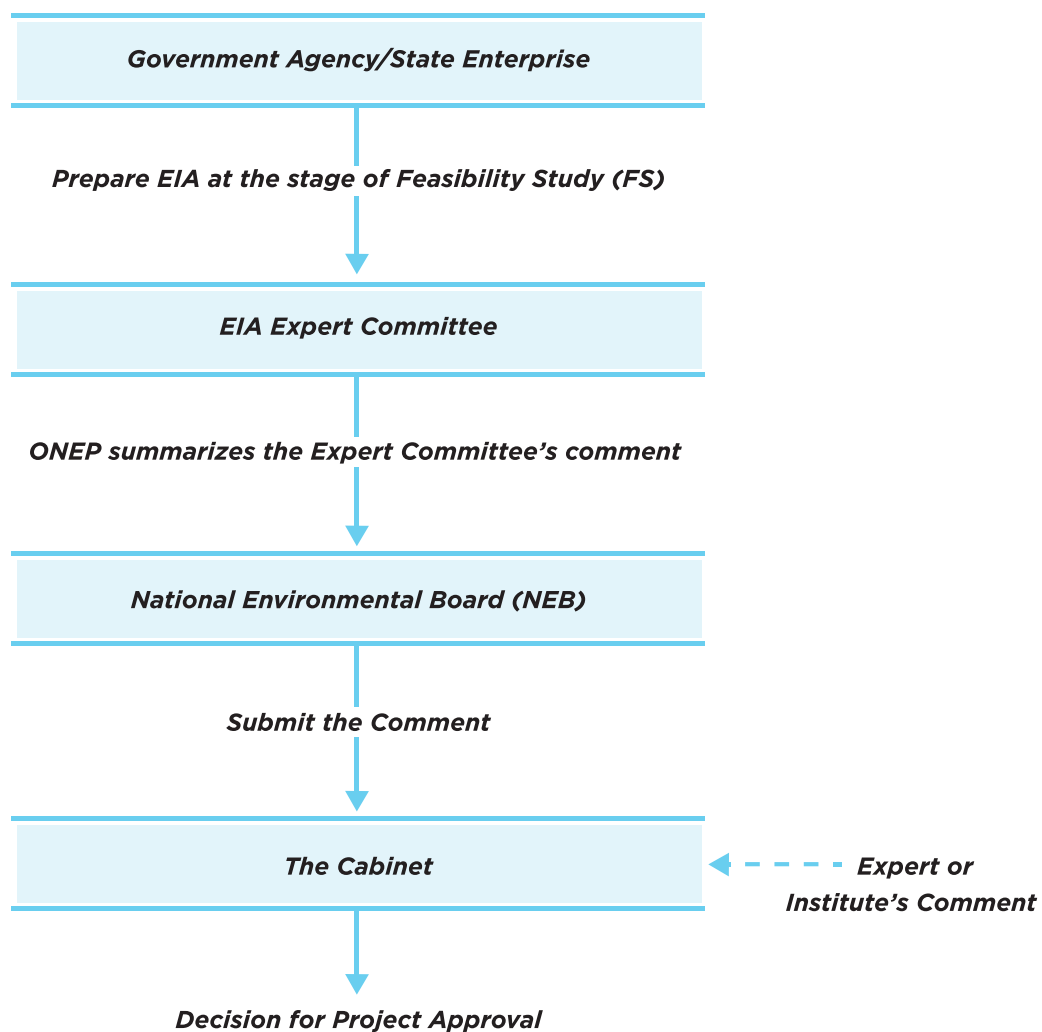 Government Agency/State Enterprise
Prepare EIA at the stage of Feasibility Study (FS)
EIA Expert Committee
ONEP summarizes the Expert Committee’s comment
National Environmental Board (NEB)
Submit the Comment
The Cabinet
Expert or
Institute’s Comment
Decision for Project Approval